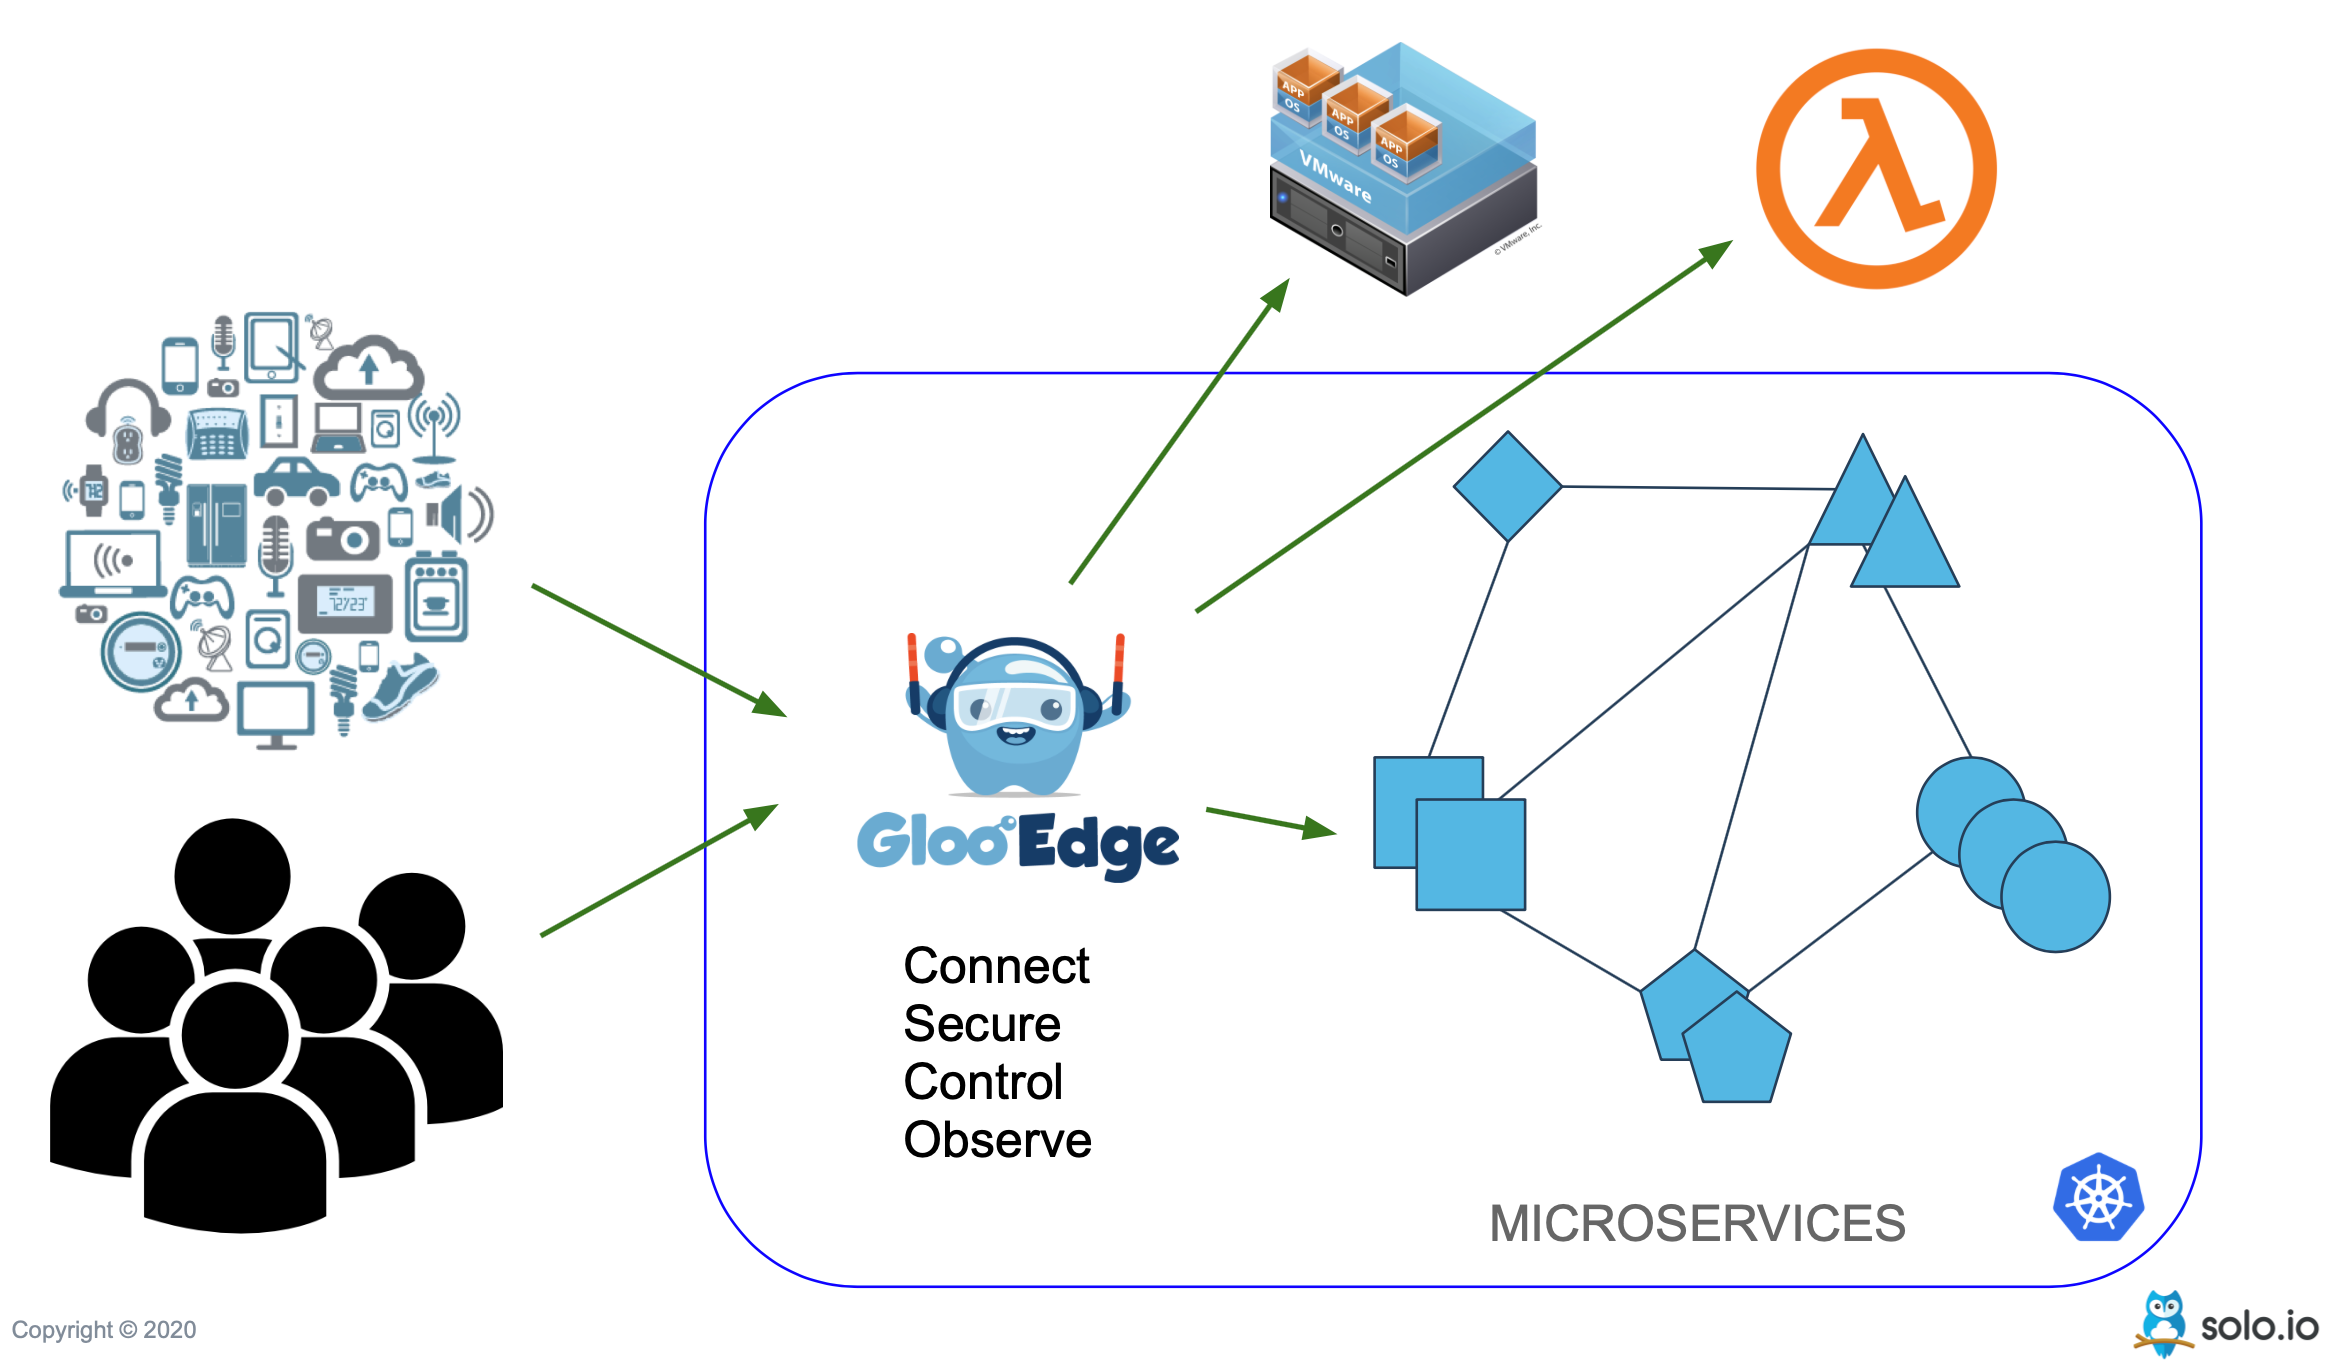 APP
OS
APP
OS
APP
OS
VMware
© VMware, Inc.
72/23°
Gloo Edge
Connect
Secure
Control
Observe
MICROSERVICES
Copyright © 2020
solo.io